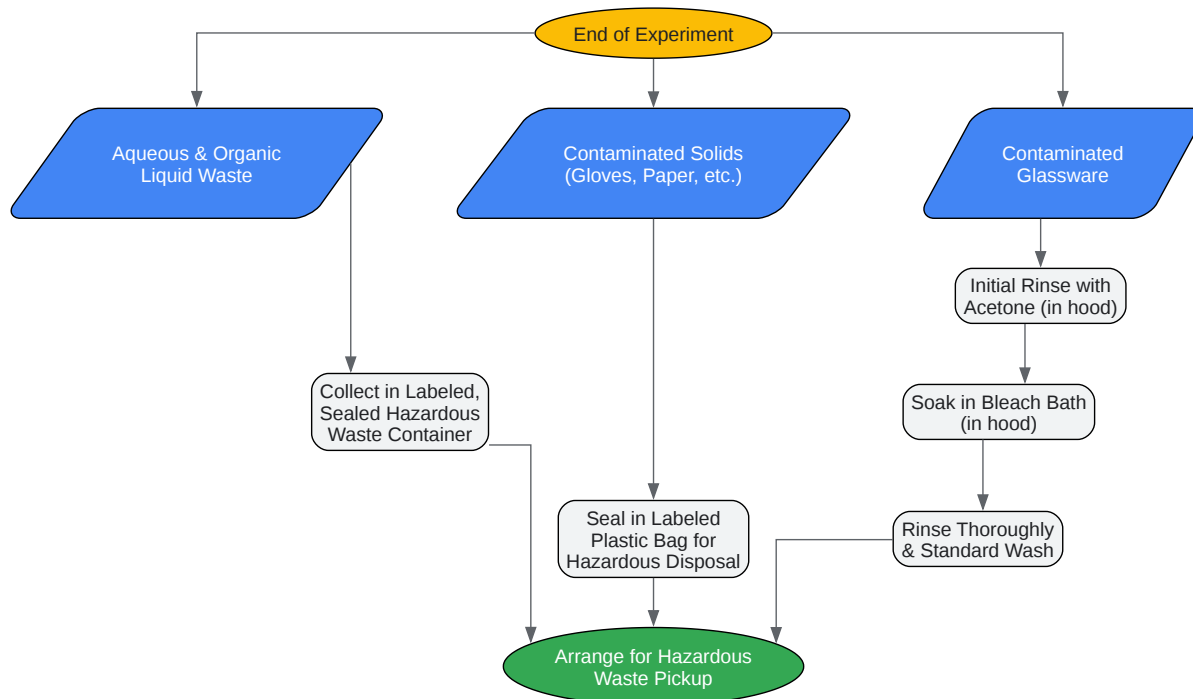 End of Experiment
Aqueous & Organic
Liquid Waste
Contaminated Solids
(Gloves, Paper, etc.)
Contaminated
Glassware
Initial Rinse with
Acetone (in hood)
Collect in Labeled,
Sealed Hazardous
Waste Container
Soak in Bleach Bath
(in hood)
Seal in Labeled
Plastic Bag for
Hazardous Disposal
Rinse Thoroughly
& Standard Wash
Arrange for Hazardous
Waste Pickup